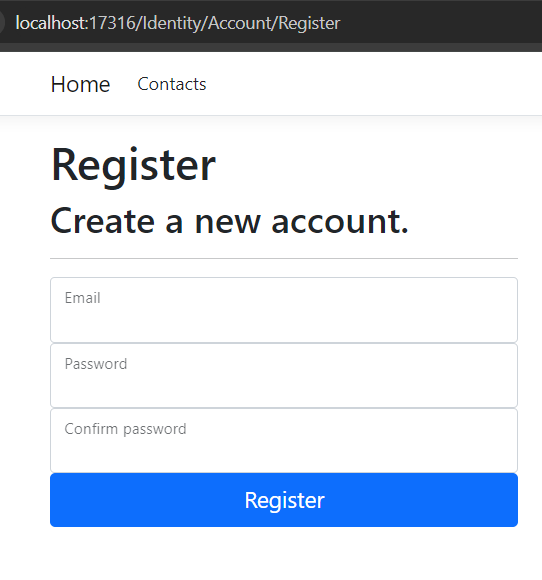 localhost:17316/Identity/Account/Register
Home Contacts
Register
Create a new account.
Email
Password
Confirm password
Register